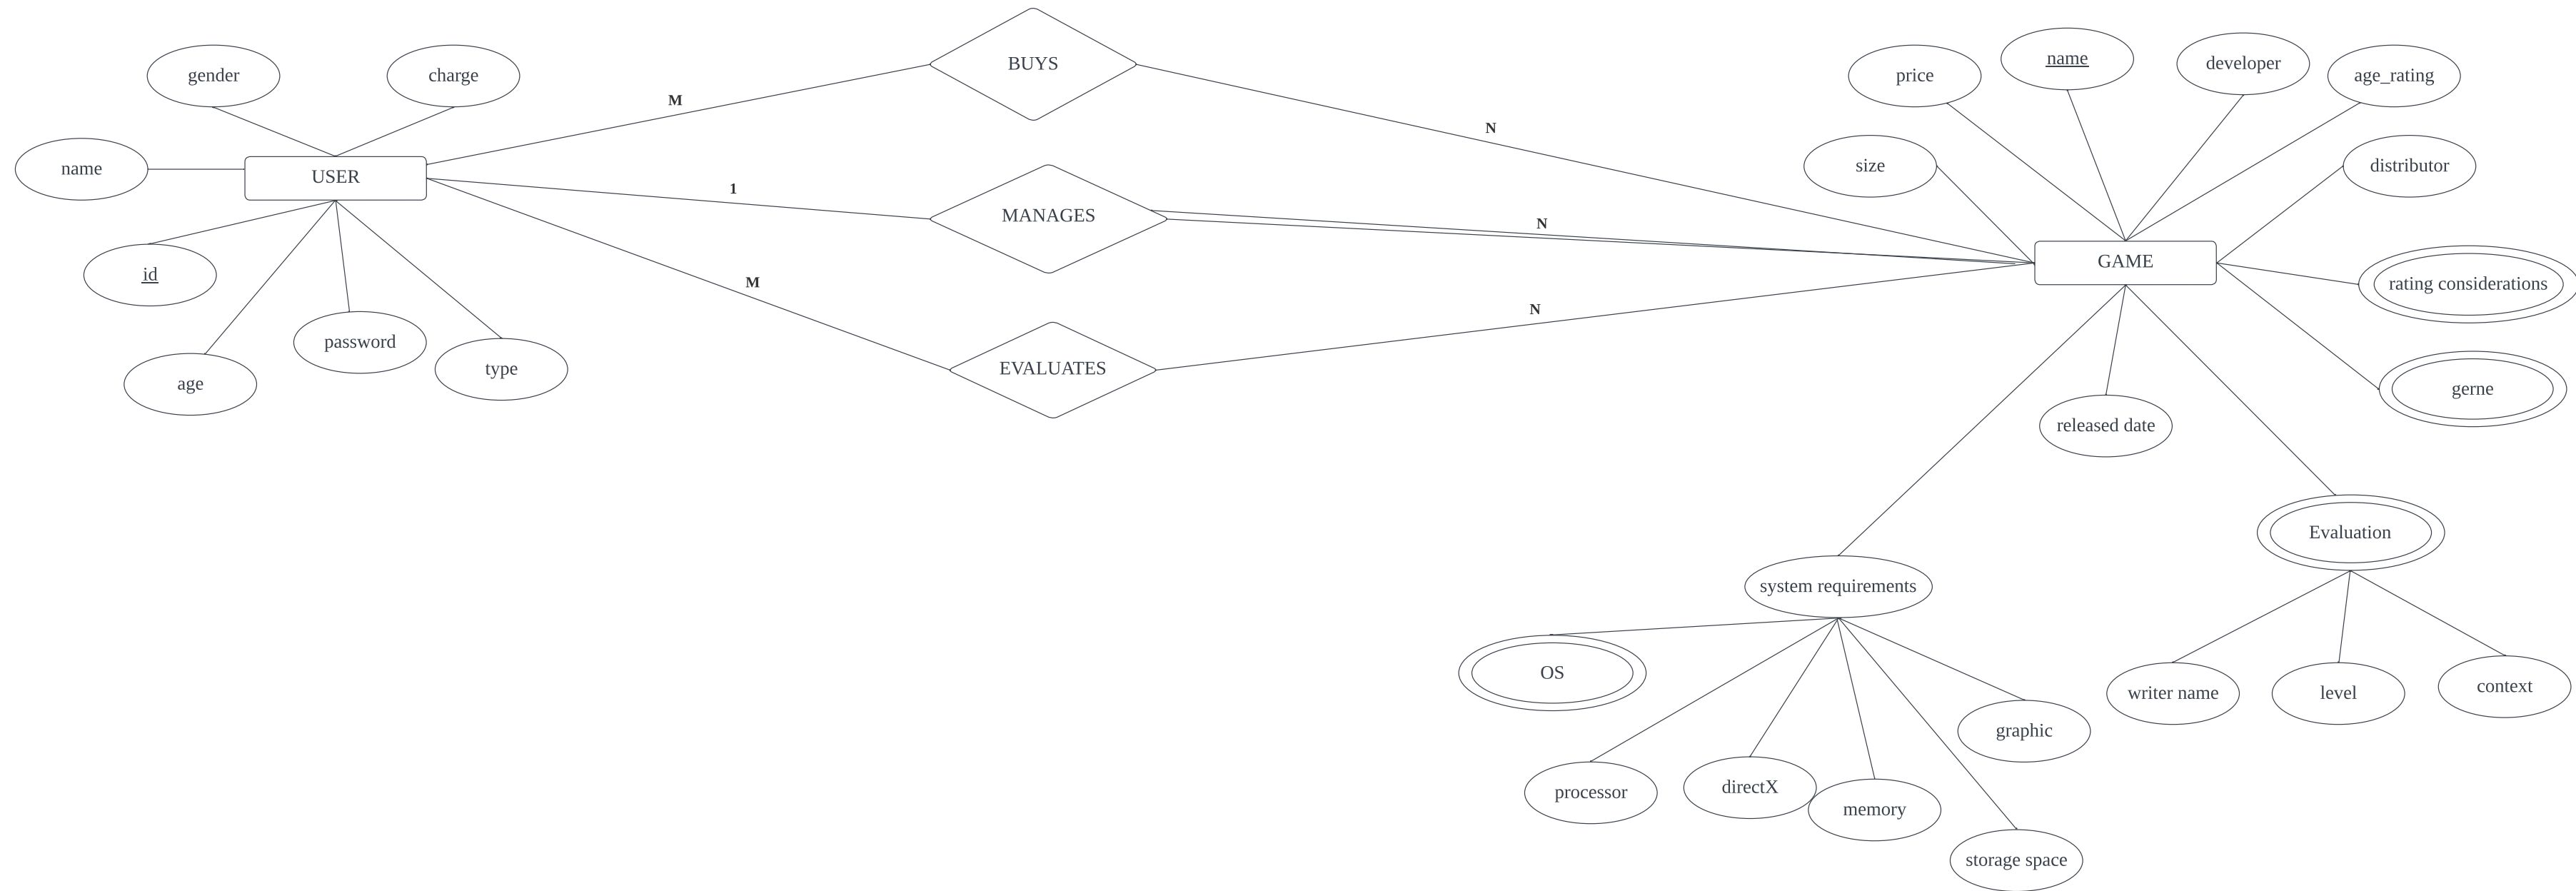 BUYS
name
developer
price
gender
charge
age_rating
M
N
name
USER
size
distributor
1
MANAGES
N
GAME
id
M
rating considerations
N
password
EVALUATES
type
age
gerne
released date
Evaluation
system requirements
OS
writer name
level
context
graphic
processor
directX
memory
storage space